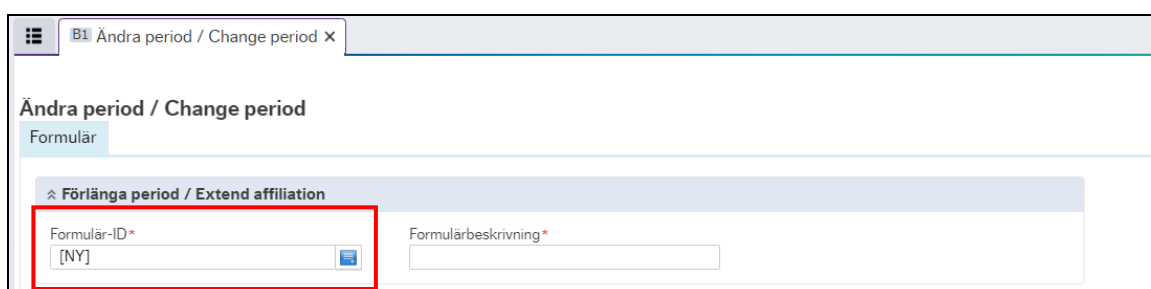 B1 Ändra period / Change period ×
Ändra period / Change period
Formulär
Förlänga period / Extend affiliation
Formulär-ID* Formulärbeskrivning*
[NY]